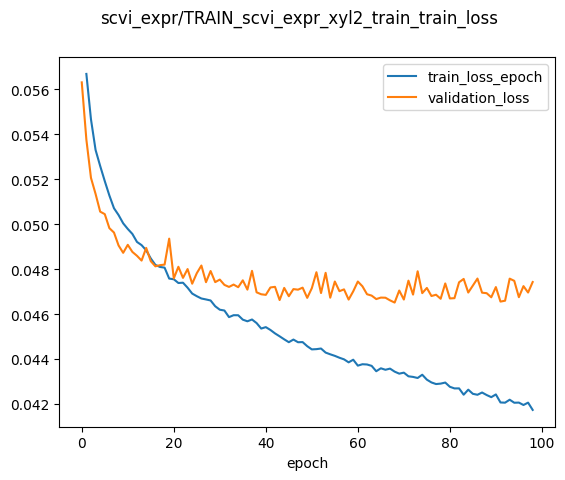 scvi_expr/TRAIN_scvi_expr_xyl2_train_train_loss
train_loss_epoch
validation_loss
0.056
0.054
0.052
0.050
0.048
0.046
0.044
0.042
0 20 40 60 80 100
epoch